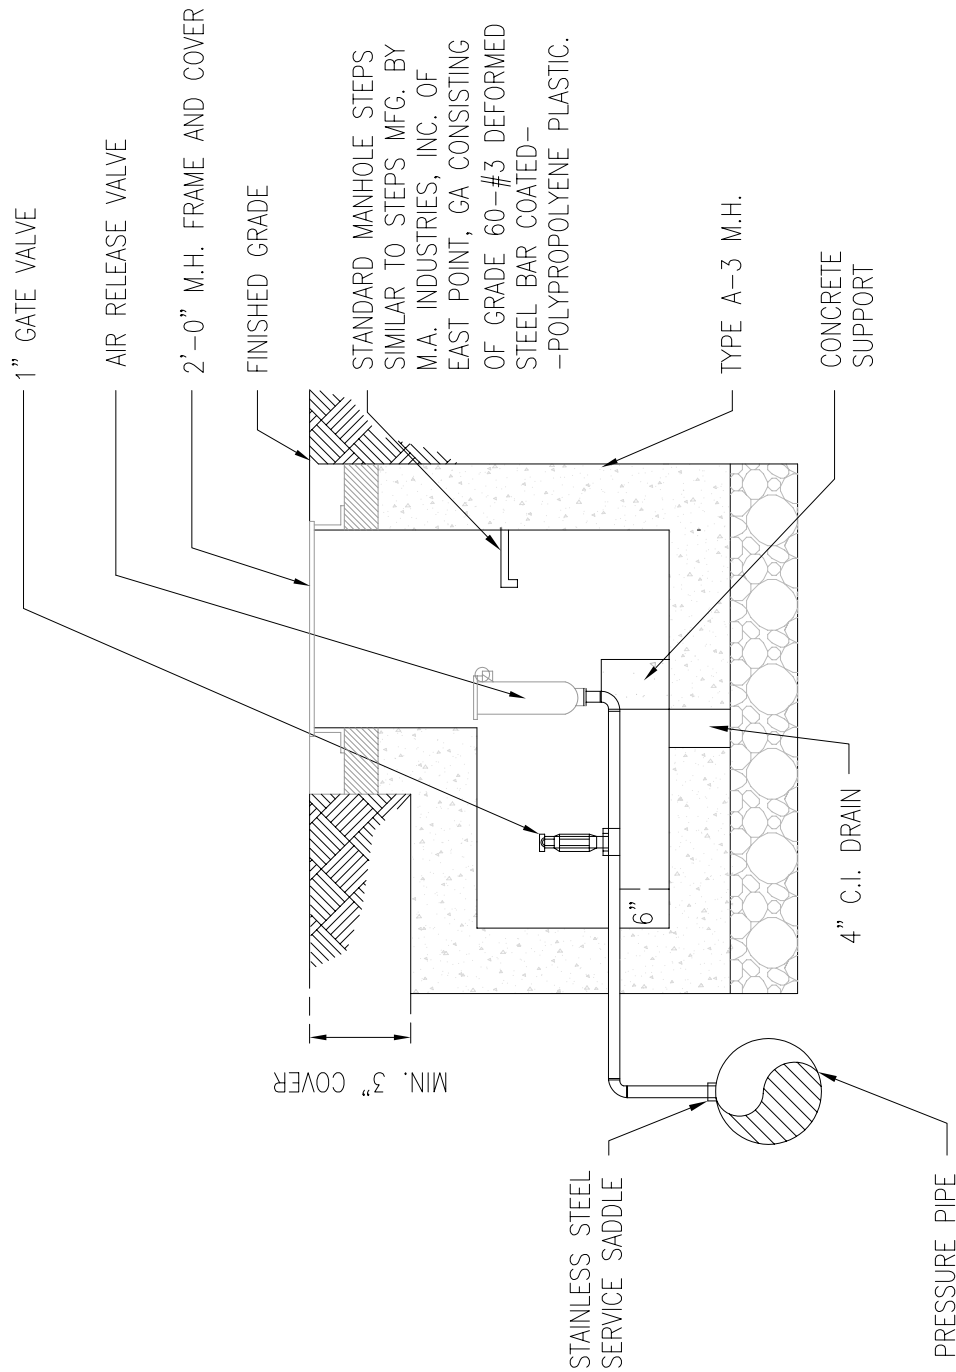 1" GATE VALVE
AIR RELEASE VALVE
2'-0" M.H. FRAME AND COVER
FINISHED GRADE
STANDARD MANHOLE STEPS
SIMILAR TO STEPS MFG. BY
M.A. INDUSTRIES, INC. OF
EAST POINT, GA CONSISTING
OF GRADE 60-#3 DEFORMED
STEEL BAR COATED-
-POLYPROPOLYENE PLASTIC.
TYPE A-3 M.H.
CONCRETE
SUPPORT
6"
4" C.I. DRAIN
MIN. 3" COVER
STAINLESS STEEL
SERVICE SADDLE
PRESSURE PIPE